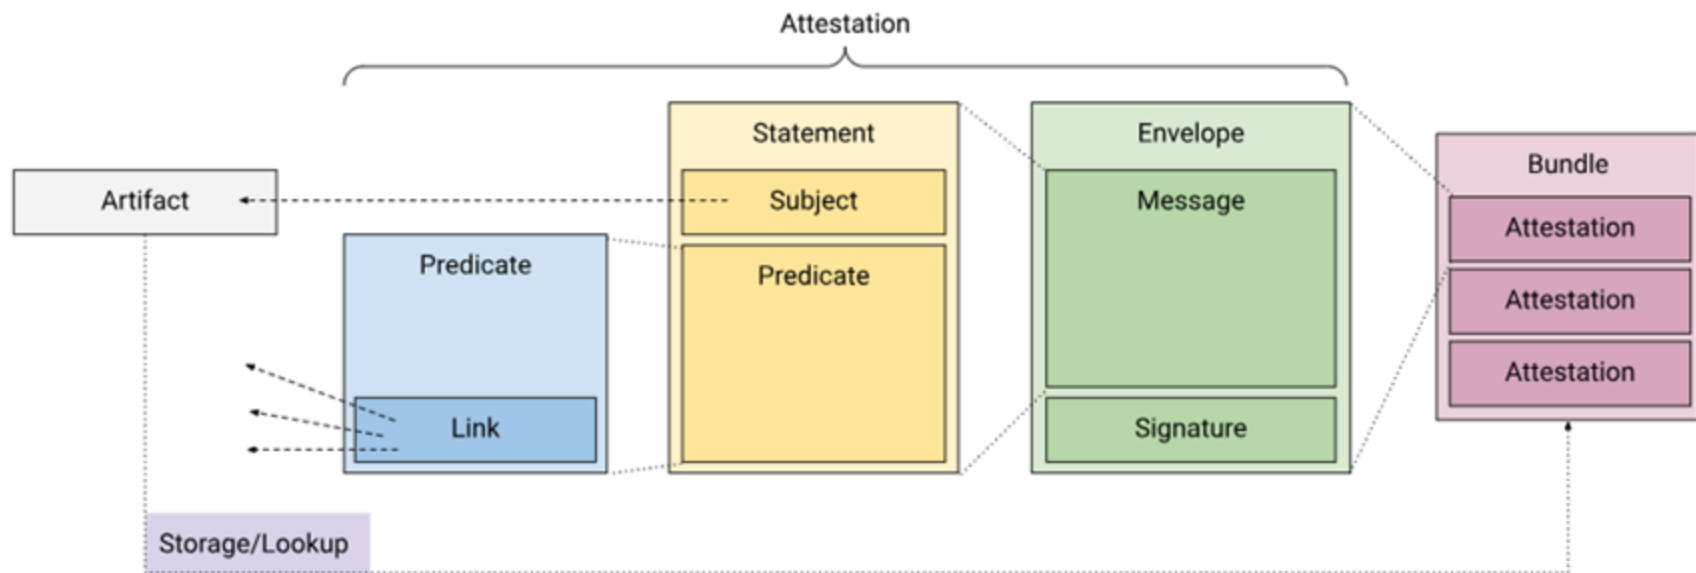 Attestation
Artifact
Predicate
Link
Statement
Subject
Predicate
Envelope
Message
Signature
Bundle
Attestation
Attestation
Attestation
Storage/Lookup